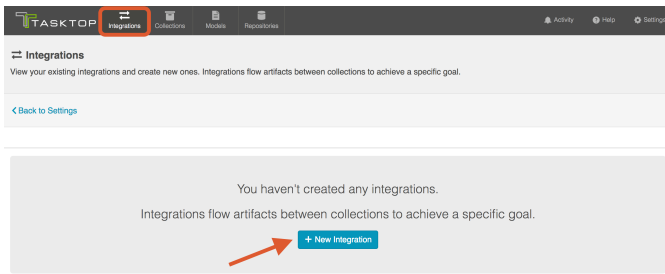 TASKTOP
Integrations
Collections
Models
Repositories
Activity
Help
Settings
Integrations
View your existing integrations and create new ones. Integrations flow artifacts between collections to achieve a specific goal.
Back to Settings
You haven't created any integrations.
Integrations flow artifacts between collections to achieve a specific goal.
+ New Integration